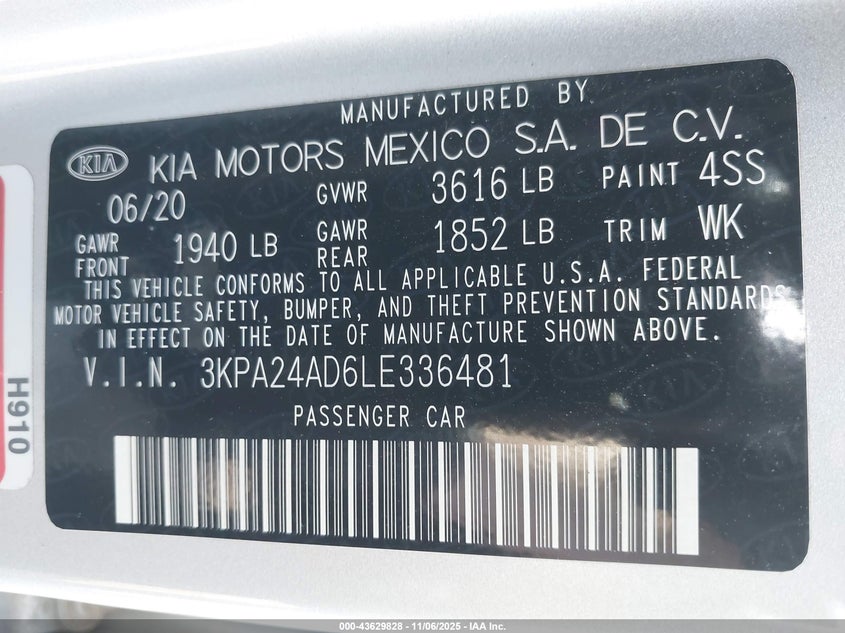 MANUFACTURED BY
KIA KIA MOTORS MEXICO S.A. DE C.V.
06/20 GVWR 3616 LB PAINT 4SS
GAWR FRONT 1940 LB GAWR REAR 1852 LB TRIM WK
THIS VEHICLE CONFORMS TO ALL APPLICABLE U.S.A. FEDERAL
MOTOR VEHICLE SAFETY, BUMPER, AND THEFT PREVENTION STANDARDS
IN EFFECT ON THE DATE OF MANUFACTURE SHOWN ABOVE.
V.I.N. 3KPA24AD6LE336481
PASSENGER CAR
H910
000-43629828 - 11/06/2025 - IAA Inc.